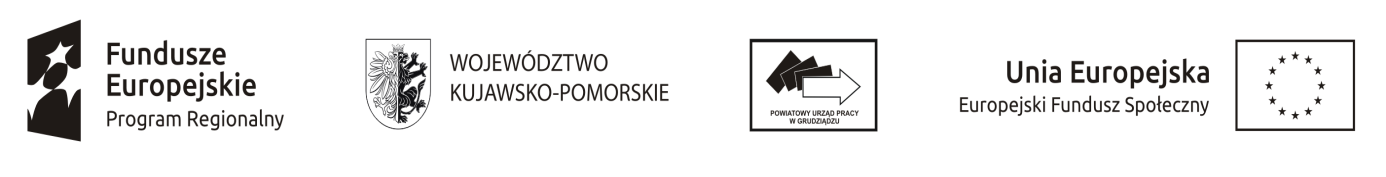 Fundusze
Europejskie
Program Regionalny
WOJEWÓDZTWO
KUJAWSKO-POMORSKIE
POWIATOWY URZĄD PRACY
W GRUDZIĄDZU
Unia Europejska
Europejski Fundusz Społeczny